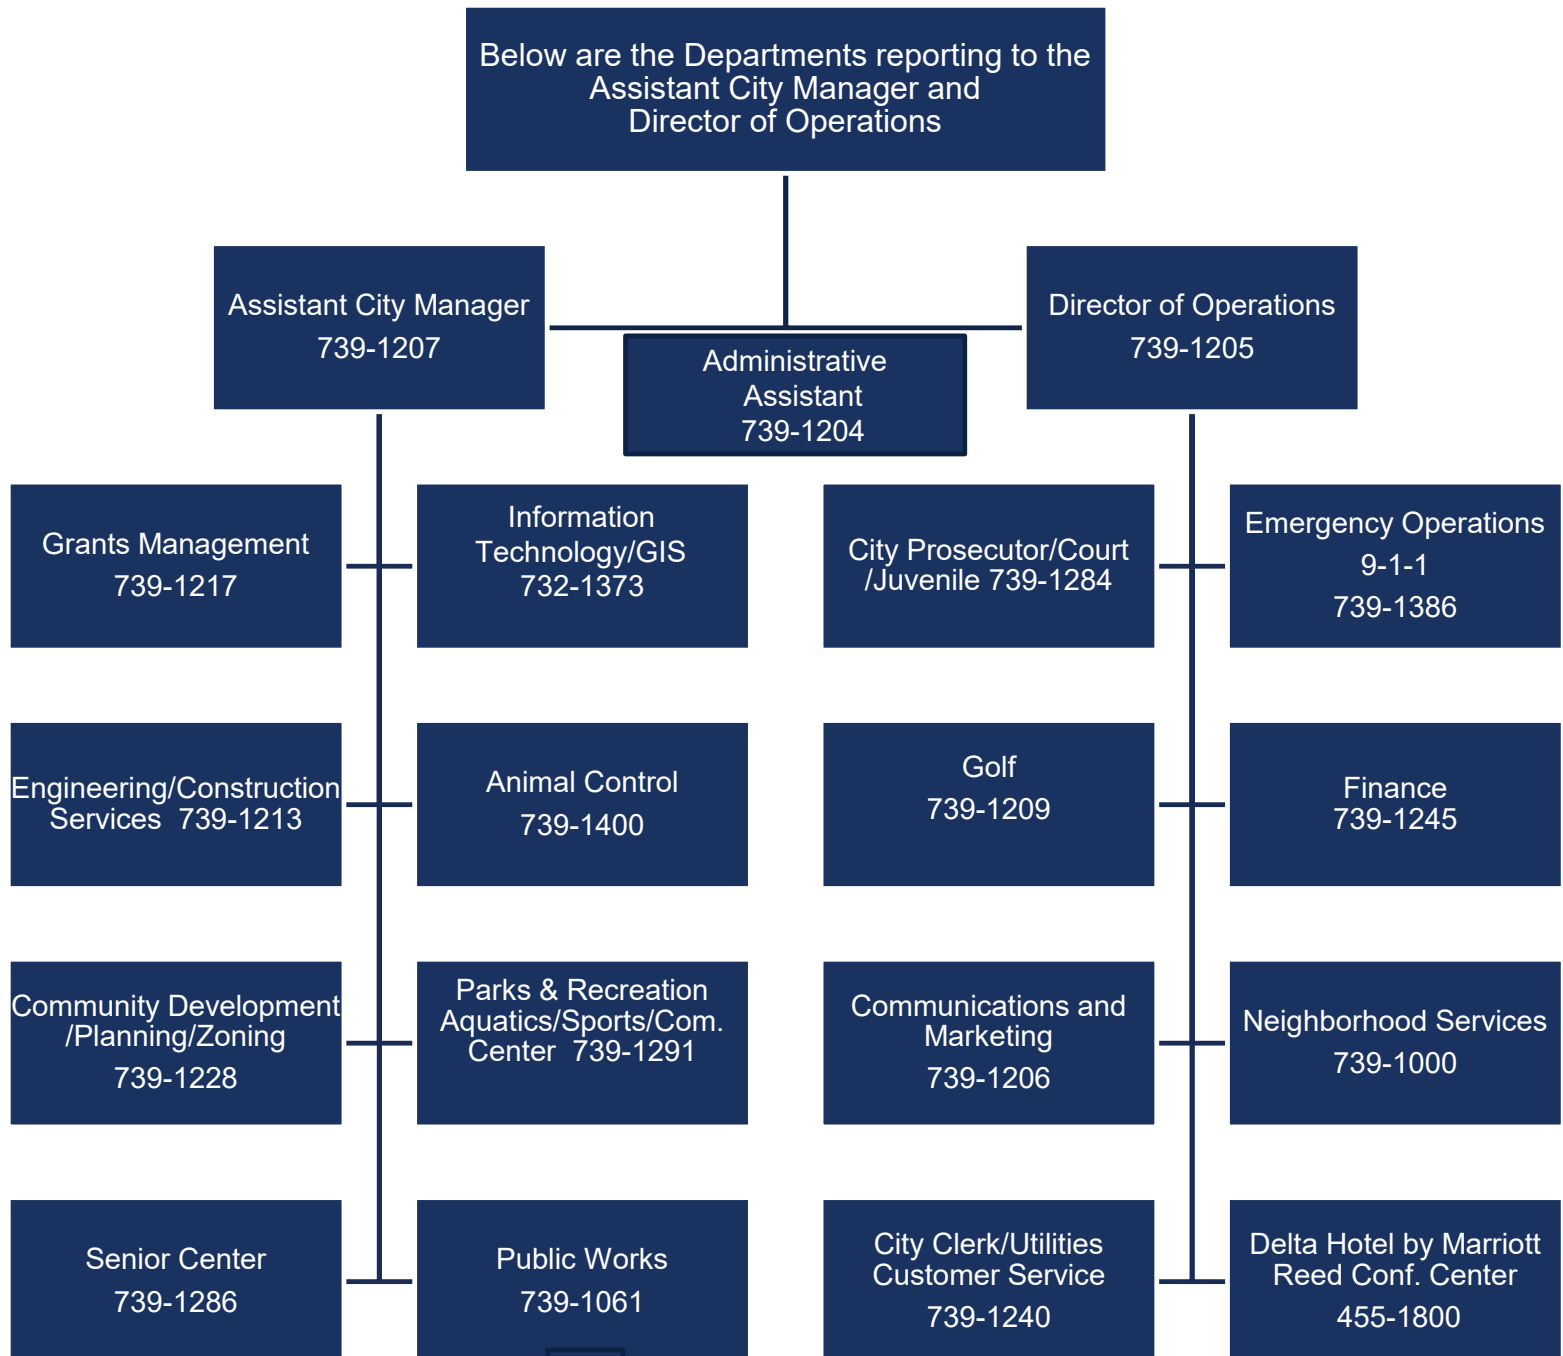 Below are the Departments reporting to the
Assistant City Manager and
Director of Operations
Assistant City Manager
739-1207
Director of Operations
739-1205
Administrative
Assistant
739-1204
Grants Management
739-1217
Information
Technology/GIS
732-1373
City Prosecutor/Court
/Juvenile 739-1284
Emergency Operations
9-1-1
739-1386
Engineering/Construction
Services 739-1213
Animal Control
739-1400
Golf
739-1209
Finance
739-1245
Community Development
/Planning/Zoning
739-1228
Parks & Recreation
Aquatics/Sports/Com.
Center 739-1291
Communications and
Marketing
739-1206
Neighborhood Services
739-1000
Senior Center
739-1286
Public Works
739-1061
City Clerk/Utilities
Customer Service
739-1240
Delta Hotel by Marriott
Reed Conf. Center
455-1800